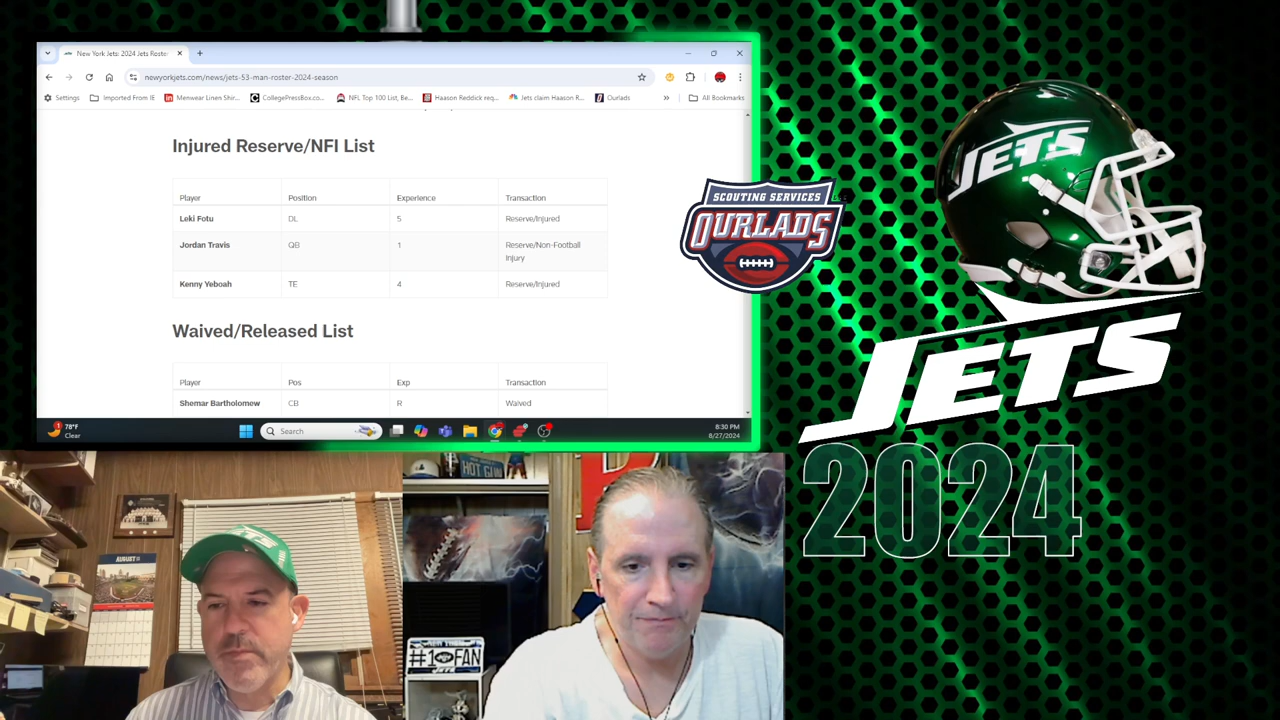 New York Jets: 2024 Jets Roste
newyorkjets.com/news/jets-53-man-roster-2024-season
Settings
Imported From IE
Menwear Linen Shir...
CollegePressBox.co...
NFL Top 100 List, Be...
Haason Reddick req...
Jets claim Haason R...
Ourlads
All Bookmarks
Injured Reserve/NFI List
Player Position Experience Transaction
Leki Fotu DL 5 Reserve/Injured
Jordan Travis QB 1 Reserve/Non-Football
Injury
Kenny Yeboah TE 4 Reserve/Injured
Waived/Released List
Player Pos Exp Transaction
Shemar Bartholomew CB R Waived
78°F
Clear
Search
8:30 PM
8/27/2024
SCOUTING SERVICES
OURLADS
JETS
JETS
2024
AUGUST
JETS
HOT
#1 FAN
JETS